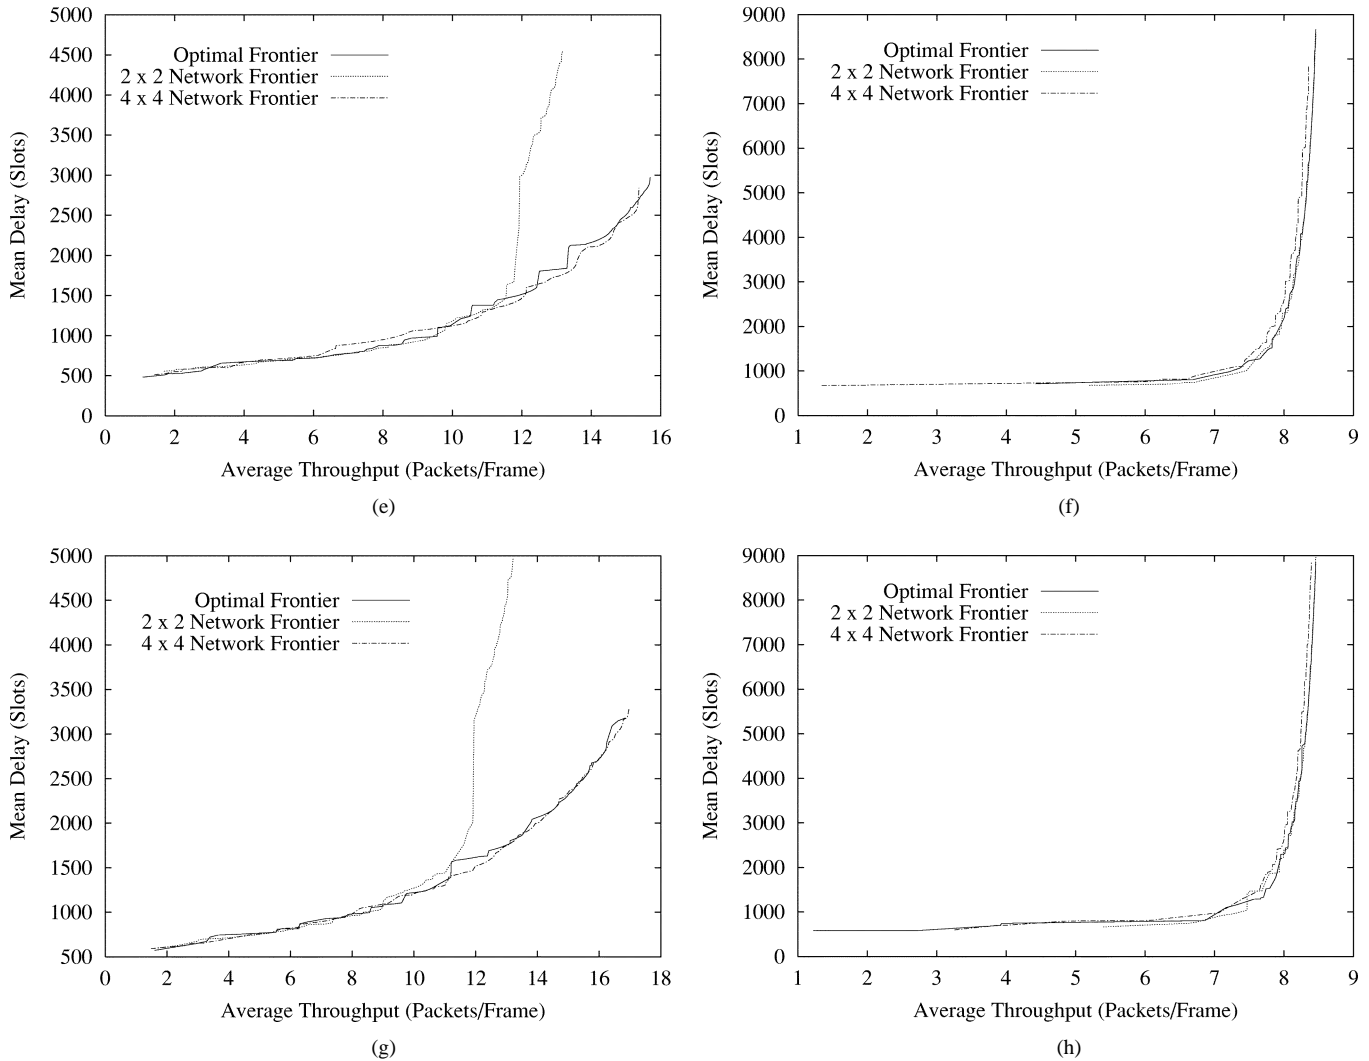 5000
4500
4000
3500
3000
2500
2000
1500
1000
500
0
Mean Delay (Slots)
Optimal Frontier
2 x 2 Network Frontier
4 x 4 Network Frontier
0 2 4 6 8 10 12 14 16
Average Throughput (Packets/Frame)
(e)
9000
8000
7000
6000
5000
4000
3000
2000
1000
0
Mean Delay (Slots)
Optimal Frontier
2 x 2 Network Frontier
4 x 4 Network Frontier
1 2 3 4 5 6 7 8 9
Average Throughput (Packets/Frame)
(f)
5000
4500
4000
3500
3000
2500
2000
1500
1000
500
Mean Delay (Slots)
Optimal Frontier
2 x 2 Network Frontier
4 x 4 Network Frontier
0 2 4 6 8 10 12 14 16 18
Average Throughput (Packets/Frame)
(g)
9000
8000
7000
6000
5000
4000
3000
2000
1000
0
Mean Delay (Slots)
Optimal Frontier
2 x 2 Network Frontier
4 x 4 Network Frontier
1 2 3 4 5 6 7 8 9
Average Throughput (Packets/Frame)
(h)